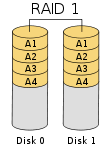 RAID 1
A1 A1
A2 A2
A3 A3
A4 A4
Disk 0 Disk 1